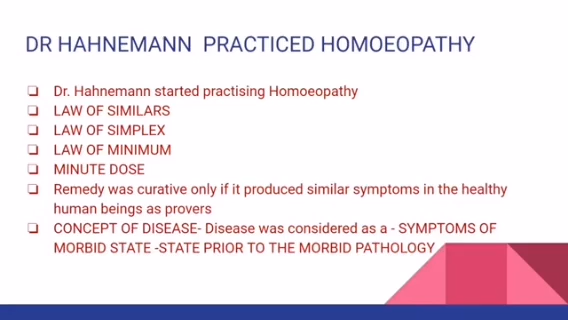 DR HAHNEMANN PRACTICED HOMOEOPATHY
❏ Dr. Hahnemann started practising Homoeopathy
❏ LAW OF SIMILARS
❏ LAW OF SIMPLEX
❏ LAW OF MINIMUM
❏ MINUTE DOSE
❏ Remedy was curative only if it produced similar symptoms in the healthy
human beings as provers
❏ CONCEPT OF DISEASE- Disease was considered as a - SYMPTOMS OF
MORBID STATE -STATE PRIOR TO THE MORBID PATHOLOGY